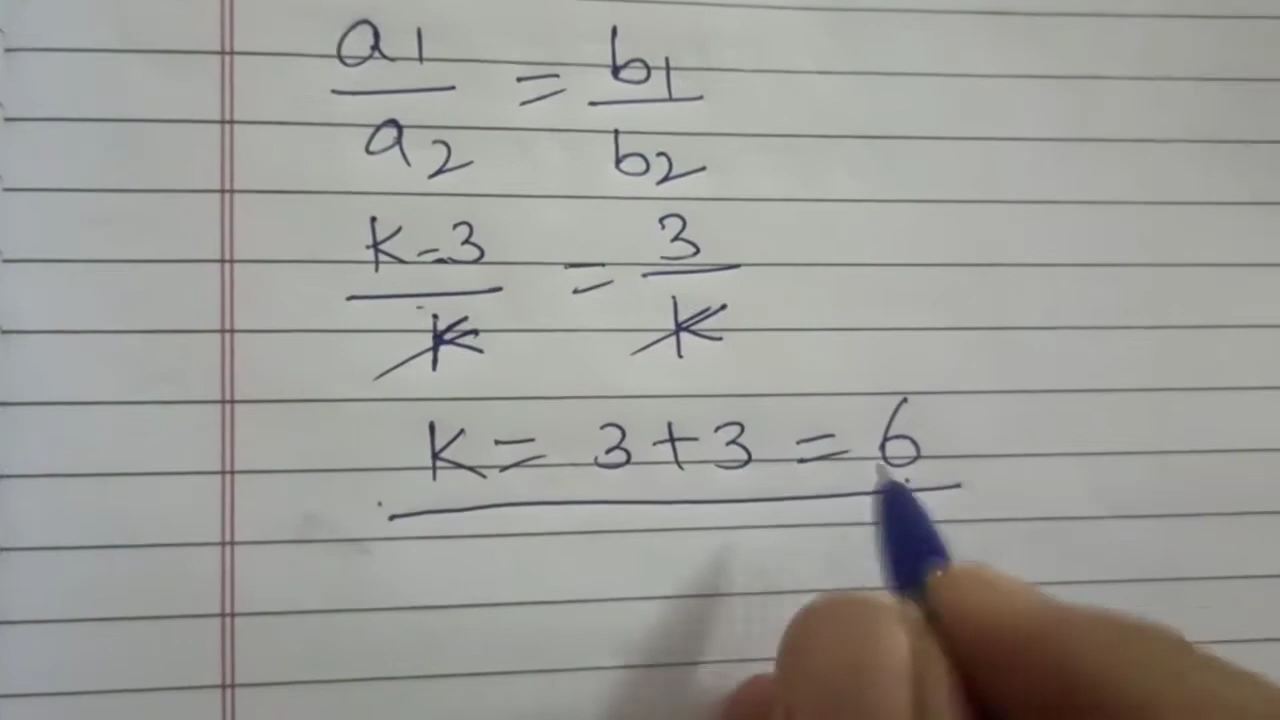 a1/a2 = b1/b2
K-3/K = 3/K
K = 3+3 = 6